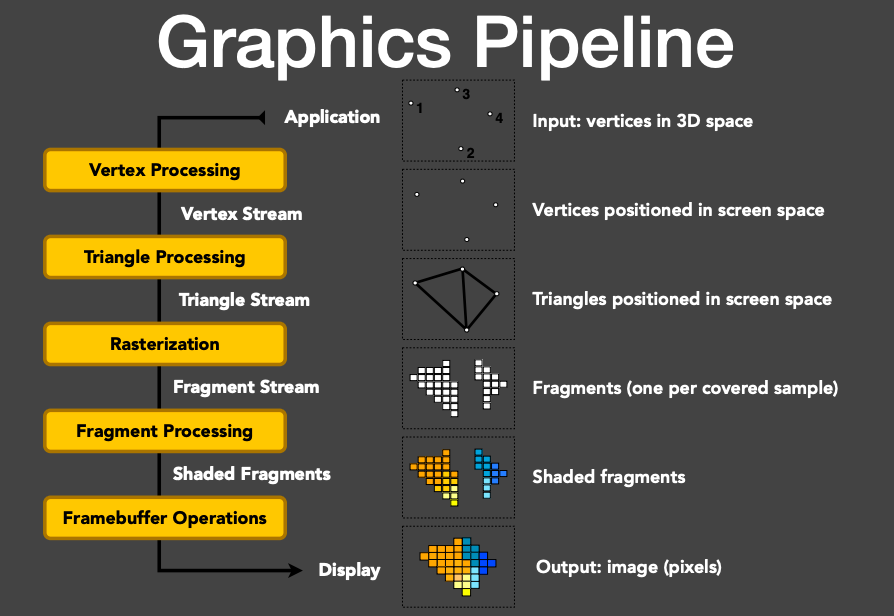 Graphics Pipeline
Application
1
3
4
2
Input: vertices in 3D space
Vertex Processing
Vertex Stream
Vertices positioned in screen space
Triangle Processing
Triangle Stream
Triangles positioned in screen space
Rasterization
Fragment Stream
Fragments (one per covered sample)
Fragment Processing
Shaded Fragments
Shaded fragments
Framebuffer Operations
Display
Output: image (pixels)